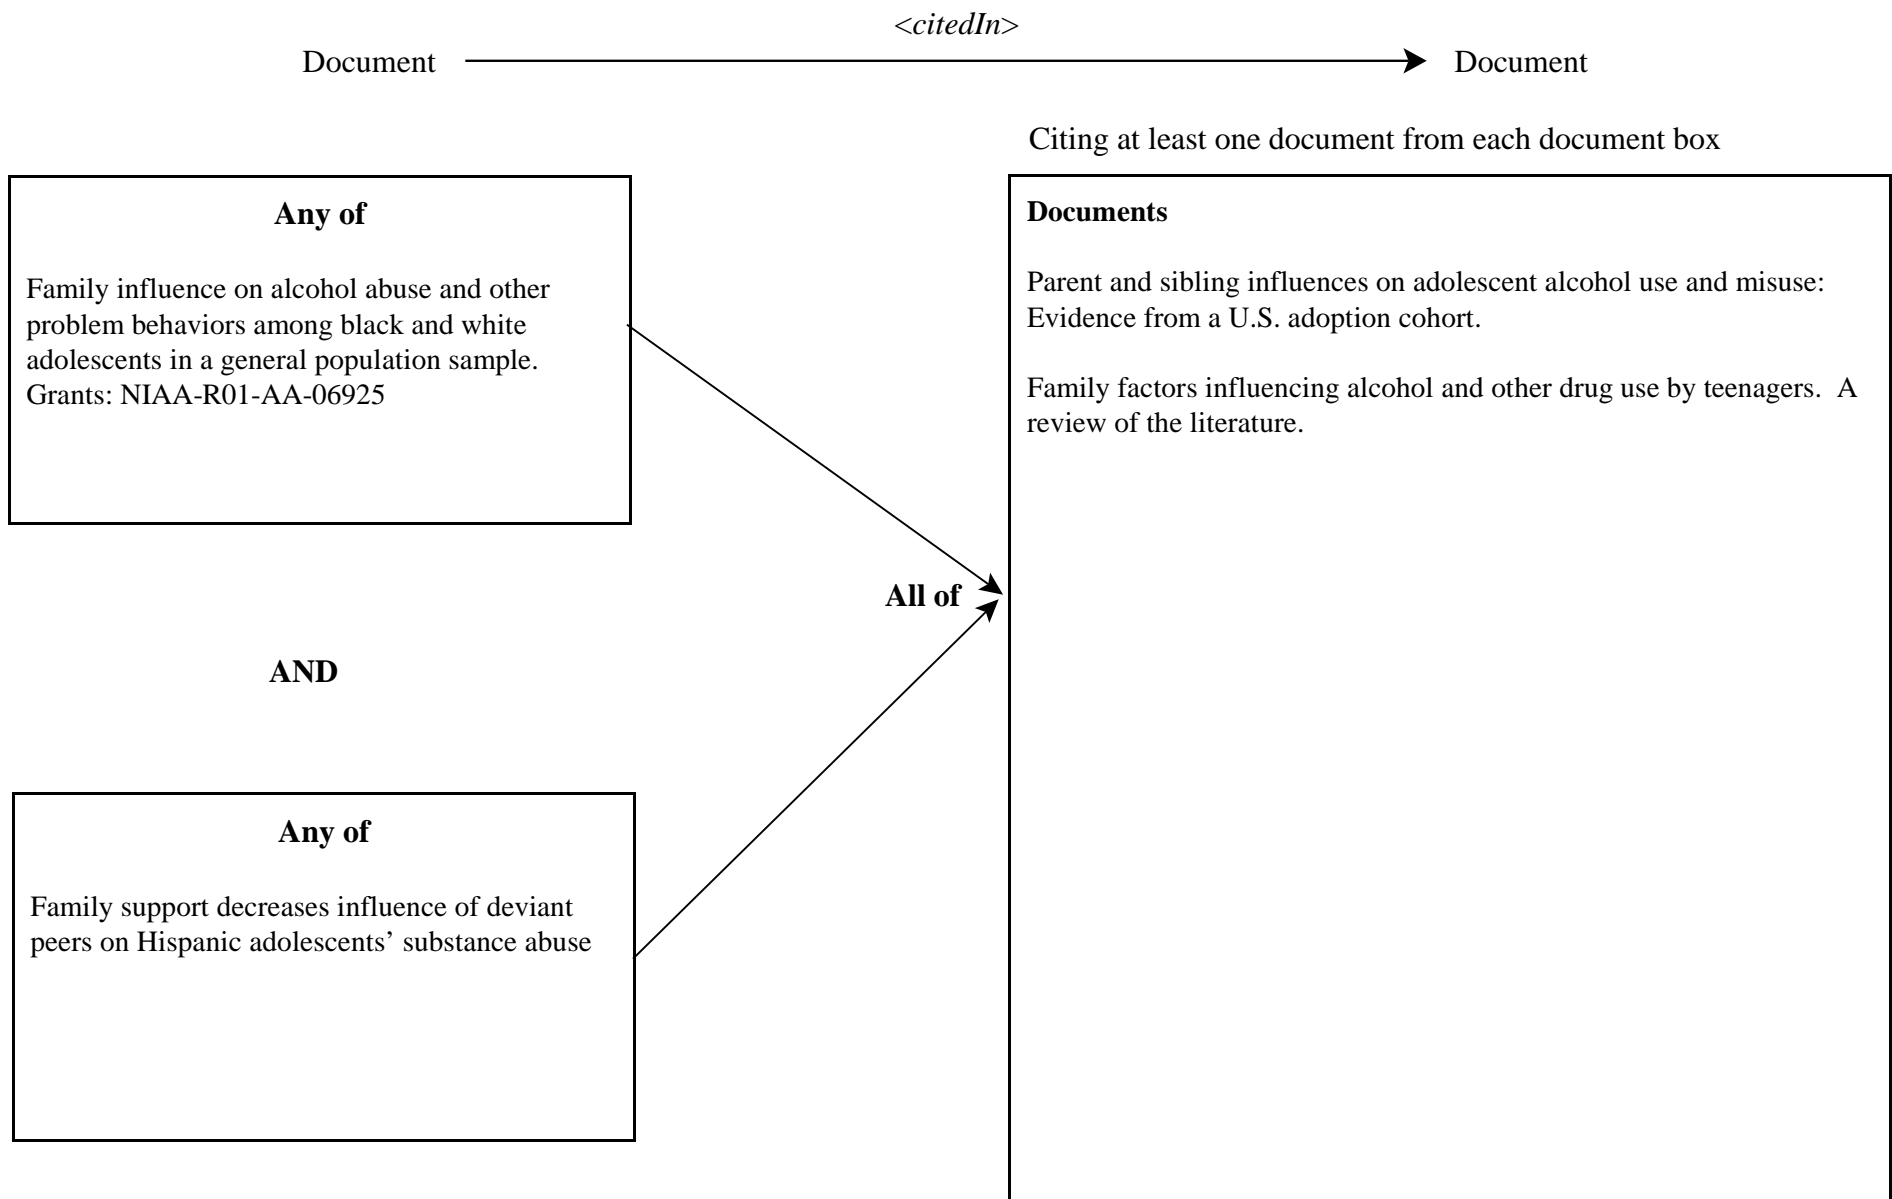 <citedIn>
Document
Document
Citing at least one document from each document box
Any of
Family influence on alcohol abuse and other
problem behaviors among black and white
adolescents in a general population sample.
Grants: NIAA-R01-AA-06925
AND
Any of
Family support decreases influence of deviant
peers on Hispanic adolescents’ substance abuse
All of
Documents
Parent and sibling influences on adolescent alcohol use and misuse:
Evidence from a U.S. adoption cohort.
Family factors influencing alcohol and other drug use by teenagers.  A
review of the literature.